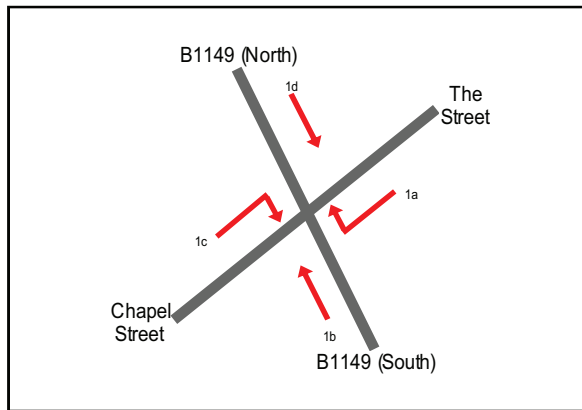 B1149 (North)
1d
The
Street
1a
1c
Chapel
Street
1b
B1149 (South)